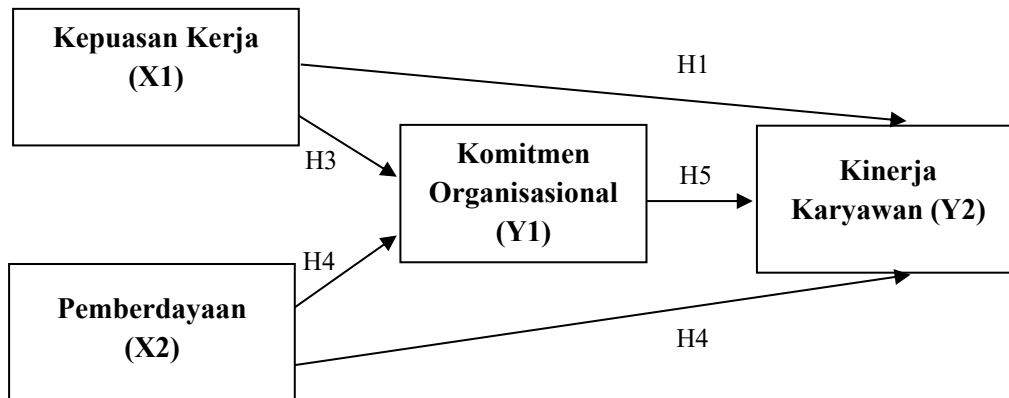 Kepuasan Kerja
(X1)
H1
H3
Komitmen
Organisasional
(Y1)
H5
Kinerja
Karyawan (Y2)
H4
Pemberdayaan
(X2)
H4